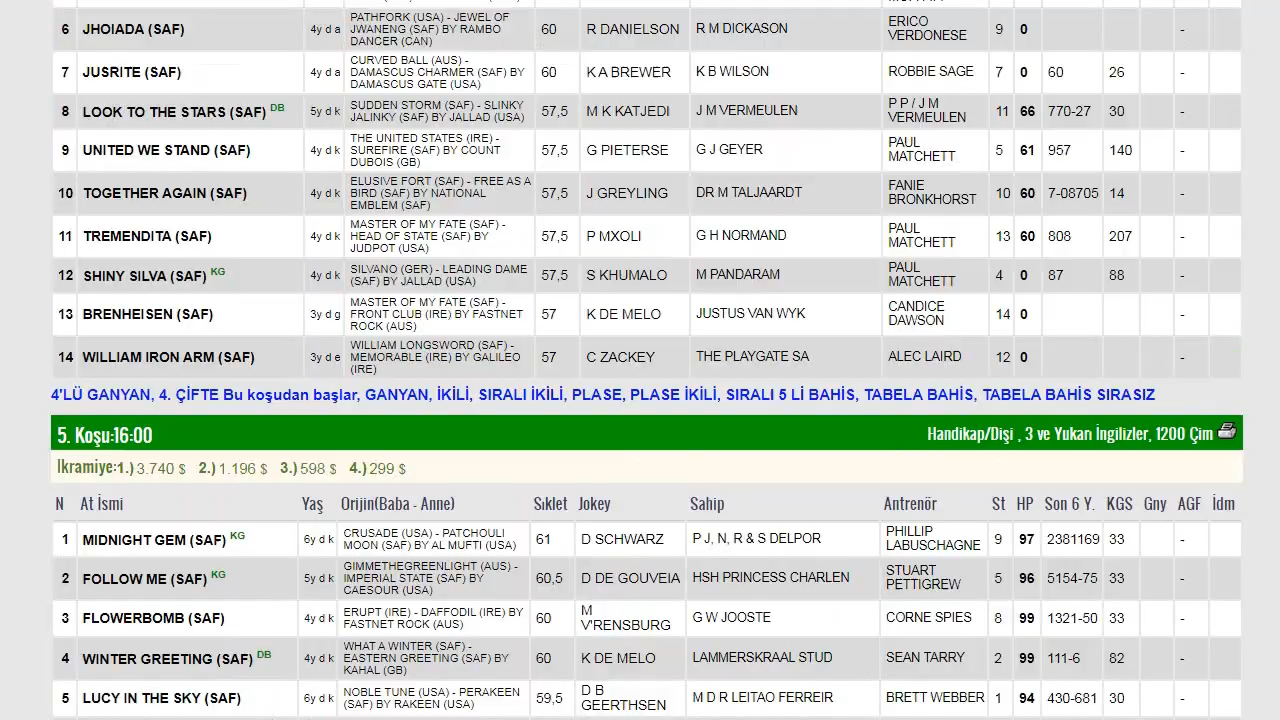 6 JHOIADA (SAF) 4y d a PATHFORK (USA) - JEWEL OF JWANENG (SAF) BY RAMBO DANCER (CAN) 60 R DANIELSON R M DICKASON ERICO VERDONESE 9 0 -
7 JUSRITE (SAF) 4y d a CURVED BALL (AUS) - DAMASCUS CHARMER (SAF) BY DAMASCUS GATE (USA) 60 K A BREWER K B WILSON ROBBIE SAGE 7 0 60 26 -
8 LOOK TO THE STARS (SAF) DB 5y d k SUDDEN STORM (SAF) - SLINKY JALINKY (SAF) BY JALLAD (USA) 57,5 M K KATJEDI J M VERMEULEN P P / J M VERMEULEN 11 66 770-27 30 -
9 UNITED WE STAND (SAF) 4y d k THE UNITED STATES (IRE) - SUREFIRE (SAF) BY COUNT DUBOIS (GB) 57,5 G PIETERSE G J GEYER PAUL MATCHETT 5 61 957 140 -
10 TOGETHER AGAIN (SAF) 4y d k ELUSIVE FORT (SAF) - FREE AS A BIRD (SAF) BY NATIONAL EMBLEM (SAF) 57,5 J GREYLING DR M TALJAARDT FANIE BRONKHORST 10 60 7-08705 14 -
11 TREMENDITA (SAF) 4y d k MASTER OF MY FATE (SAF) - HEAD OF STATE (SAF) BY JUDPOT (USA) 57,5 P MXOLI G H NORMAND PAUL MATCHETT 13 60 808 207 -
12 SHINY SILVA (SAF) KG 4y d k SILVANO (GER) - LEADING DAME (SAF) BY JALLAD (USA) 57,5 S KHUMALO M PANDARAM PAUL MATCHETT 4 0 87 88 -
13 BRENHEISEN (SAF) 3y d g MASTER OF MY FATE (SAF) - FRONT CLUB (IRE) BY FASTNET ROCK (AUS) 57 K DE MELO JUSTUS VAN WYK CANDICE DAWSON 14 0 -
14 WILLIAM IRON ARM (SAF) 3y d e WILLIAM LONGSWORD (SAF) - MEMORABLE (IRE) BY GALILEO (IRE) 57 C ZACKEY THE PLAYGATE SA ALEC LAIRD 12 0 -
4'LÜ GANYAN, 4. ÇİFTE Bu koşudan başlar, GANYAN, İKİLİ, SIRALI İKİLİ, PLASE, PLASE İKİLİ, SIRALI 5 Lİ BAHİS, TABELA BAHİS, TABELA BAHİS SIRASIZ
5. Koşu:16:00 Handikap/Dişi , 3 ve Yukarı İngilizler, 1200 Çim
İkramiye:1.) 3.740 $ 2.) 1.196 $ 3.) 598 $ 4.) 299 $
N At İsmi Yaş Orijin(Baba - Anne) Sıklet Jokey Sahip Antrenör St HP Son 6 Y. KGS Gny AGF İdm
1 MIDNIGHT GEM (SAF) KG 6y d k CRUSADE (USA) - PATCHOULI MOON (SAF) BY AL MUFTI (USA) 61 D SCHWARZ P J, N, R & S DELPOR PHILLIP LABUSCHAGNE 9 97 2381169 33 -
2 FOLLOW ME (SAF) KG 5y d k GIMMETHEGREENLIGHT (AUS) - IMPERIAL STATE (SAF) BY CAESOUR (USA) 60,5 D DE GOUVEIA HSH PRINCESS CHARLEN STUART PETTIGREW 5 96 5154-75 33 -
3 FLOWERBOMB (SAF) 4y d k ERUPT (IRE) - DAFFODIL (IRE) BY FASTNET ROCK (AUS) 60 M V'RENSBURG G W JOOSTE CORNE SPIES 8 99 1321-50 33 -
4 WINTER GREETING (SAF) DB 4y d k WHAT A WINTER (SAF) - EASTERN GREETING (SAF) BY KAHAL (GB) 60 K DE MELO LAMMERSKRAAL STUD SEAN TARRY 2 99 111-6 82 -
5 LUCY IN THE SKY (SAF) 6y d k NOBLE TUNE (USA) - PERAKEEN (SAF) BY RAKEEN (USA) 59,5 D B GEERTHSEN M D R LEITAO FERREIR BRETT WEBBER 1 94 430-681 30 -